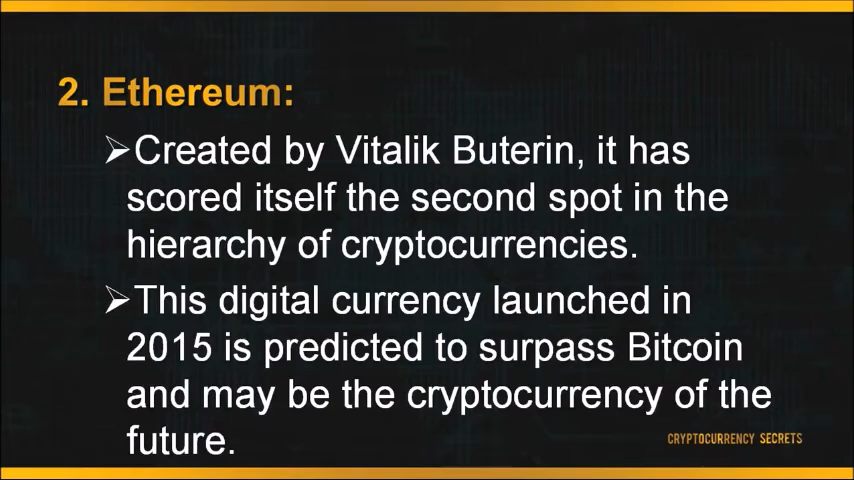 2. Ethereum:
➢Created by Vitalik Buterin, it has
scored itself the second spot in the
hierarchy of cryptocurrencies.
➢This digital currency launched in
2015 is predicted to surpass Bitcoin
and may be the cryptocurrency of the
future.
CRYPTOCURRENCY SECRETS